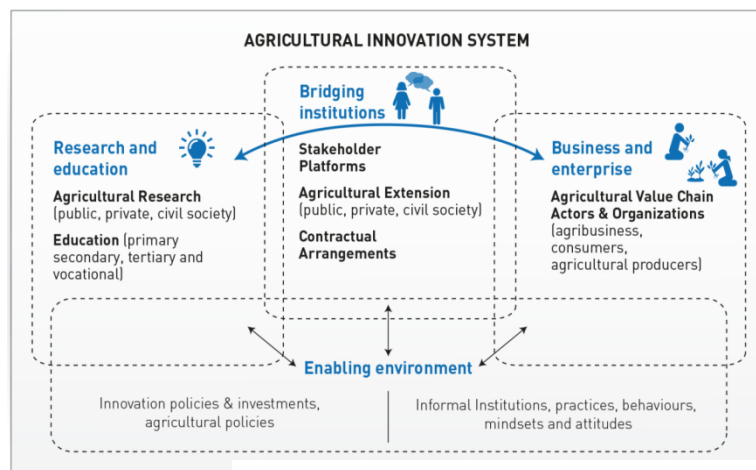 AGRICULTURAL INNOVATION SYSTEM
Bridging
institutions
Stakeholder
Platforms
Agricultural Extension
(public, private, civil society)
Contractual
Arrangements
Research and
education
Agricultural Research
(public, private, civil society)
Education (primary
secondary, tertiary and
vocational)
Business and
enterprise
Agricultural Value Chain
Actors & Organizations
(agribusiness,
consumers,
agricultural producers)
Enabling environment
Innovation policies & investments,
agricultural policies
Informal Institutions, practices, behaviours,
mindsets and attitudes